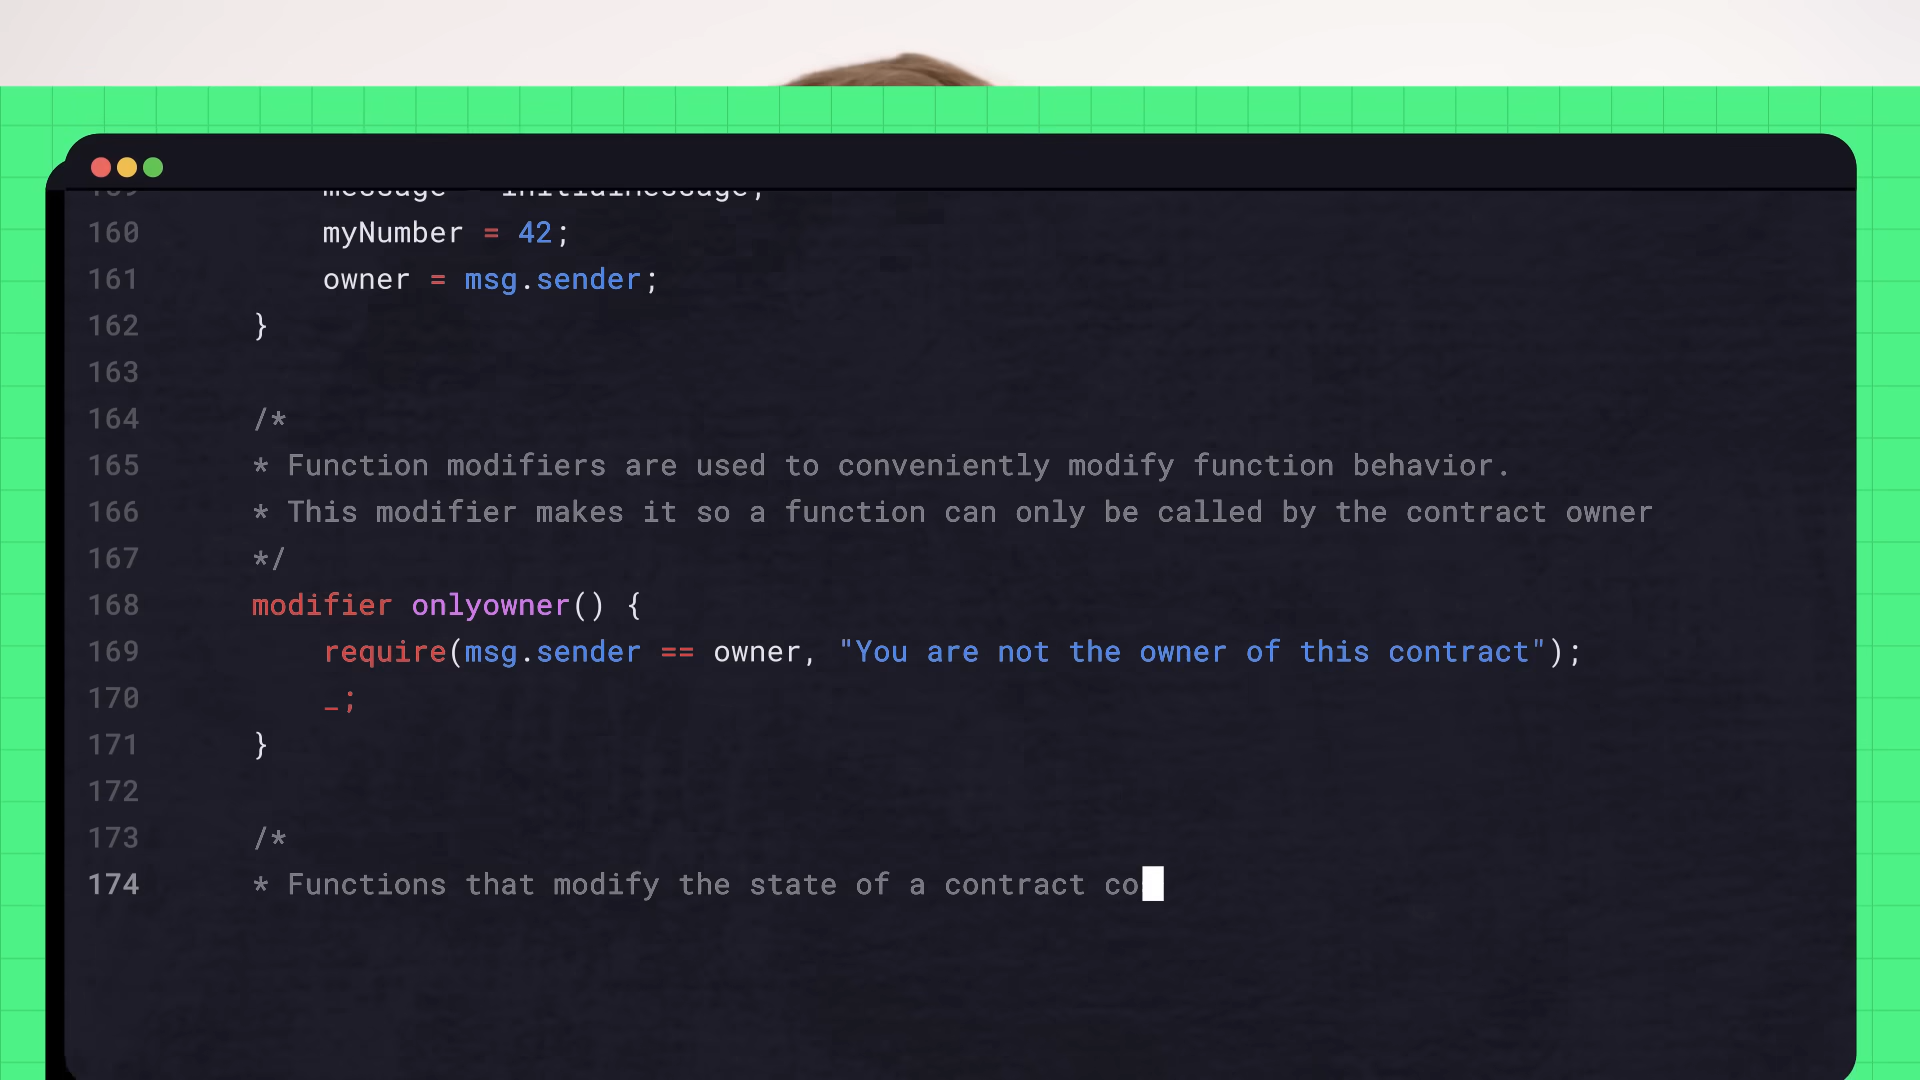 159 message = initialMessage;
160 myNumber = 42;
161 owner = msg.sender;
162 }
163
164 /*
165 * Function modifiers are used to conveniently modify function behavior.
166 * This modifier makes it so a function can only be called by the contract owner
167 */
168 modifier onlyowner() {
169 require(msg.sender == owner, "You are not the owner of this contract");
170 _;
171 }
172
173 /*
174 * Functions that modify the state of a contract co